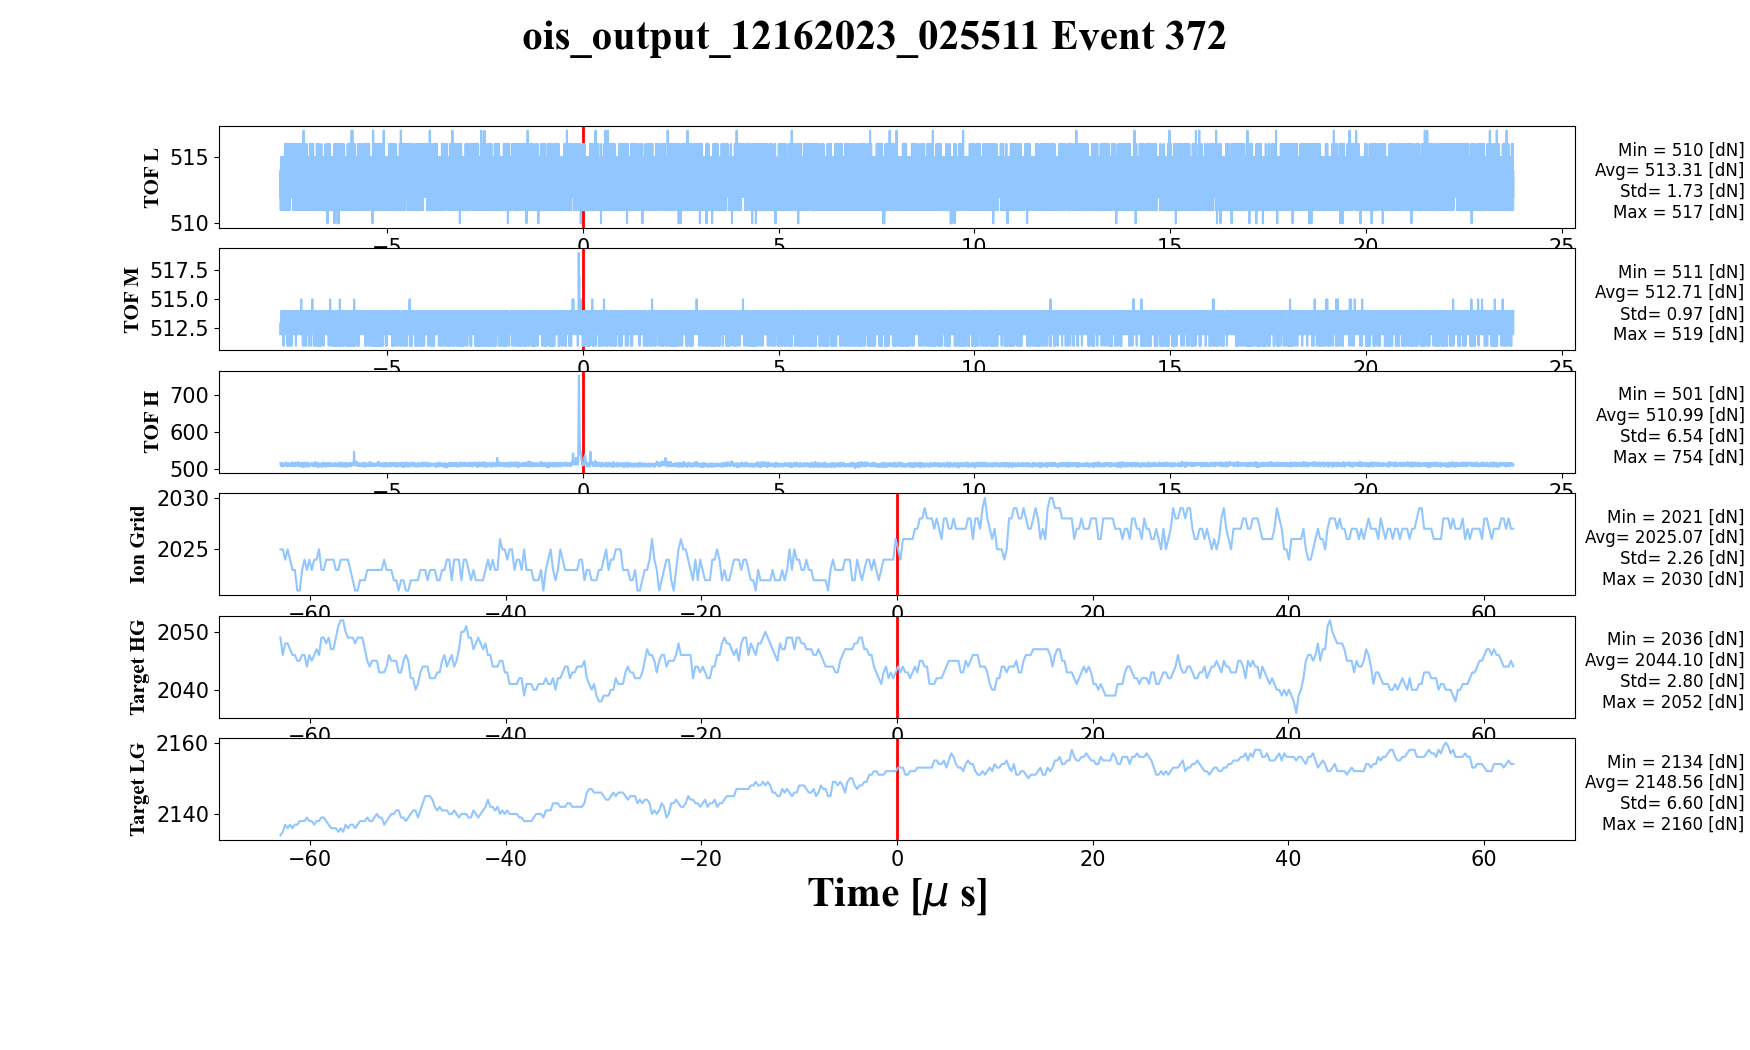 ois_output_12162023_025511 Event 372
TOF L
515
510
Min = 510 [dN]
Avg= 513.31 [dN]
Std= 1.73 [dN]
Max = 517 [dN]
−5 0 5 10 15 20 25
TOF M
517.5
515.0
512.5
Min = 511 [dN]
Avg= 512.71 [dN]
Std= 0.97 [dN]
Max = 519 [dN]
−5 0 5 10 15 20 25
TOF H
700
600
500
Min = 501 [dN]
Avg= 510.99 [dN]
Std= 6.54 [dN]
Max = 754 [dN]
−5 0 5 10 15 20 25
Ion Grid
2030
2025
Min = 2021 [dN]
Avg= 2025.07 [dN]
Std= 2.26 [dN]
Max = 2030 [dN]
−60 −40 −20 0 20 40 60
Target HG
2050
2040
Min = 2036 [dN]
Avg= 2044.10 [dN]
Std= 2.80 [dN]
Max = 2052 [dN]
−60 −40 −20 0 20 40 60
Target LG
2160
2140
Min = 2134 [dN]
Avg= 2148.56 [dN]
Std= 6.60 [dN]
Max = 2160 [dN]
−60 −40 −20 0 20 40 60
Time [μ s]